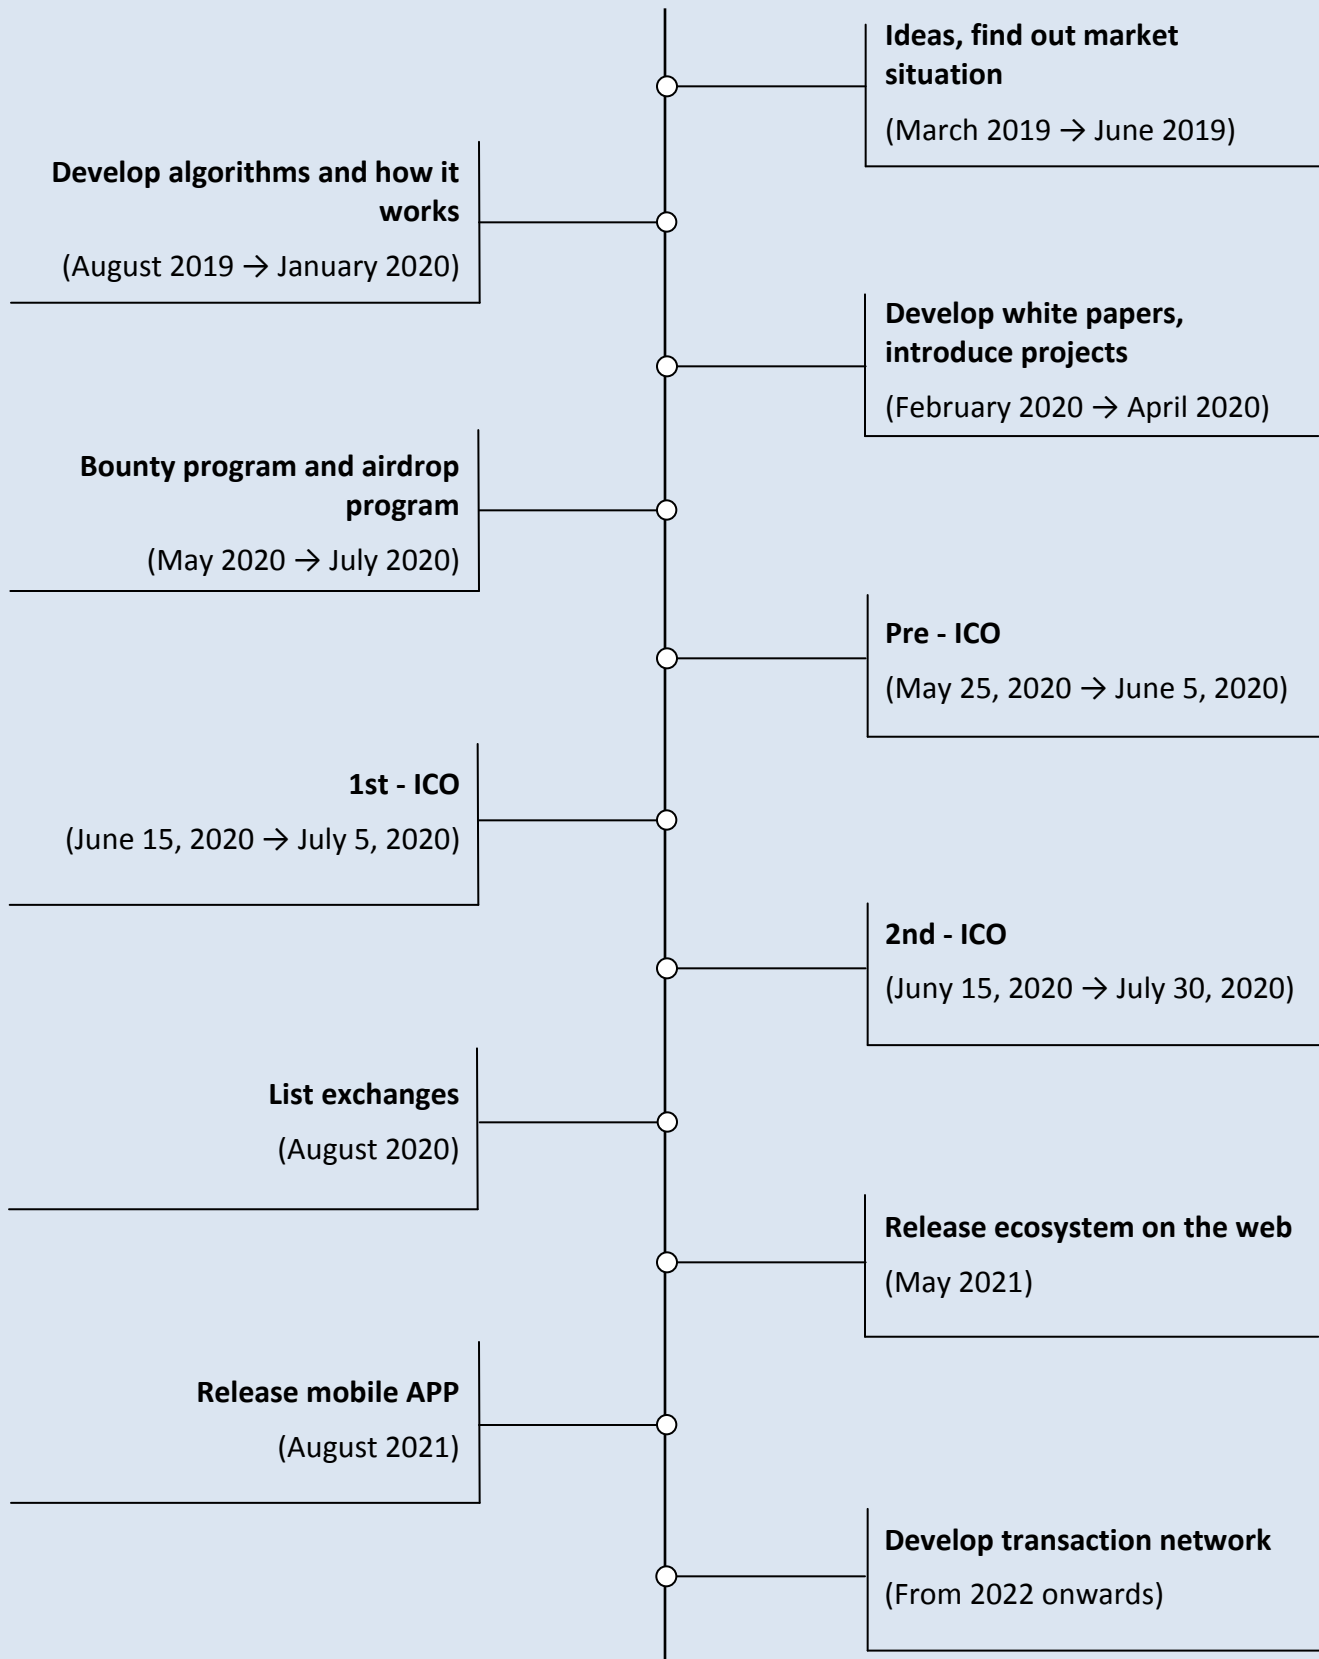 Ideas, find out market
situation
(March 2019 → June 2019)
Develop algorithms and how it
works
(August 2019 → January 2020)
Develop white papers,
introduce projects
(February 2020 → April 2020)
Bounty program and airdrop
program
(May 2020 → July 2020)
Pre - ICO
(May 25, 2020 → June 5, 2020)
1st - ICO
(June 15, 2020 → July 5, 2020)
2nd - ICO
(Juny 15, 2020 → July 30, 2020)
List exchanges
(August 2020)
Release ecosystem on the web
(May 2021)
Release mobile APP
(August 2021)
Develop transaction network
(From 2022 onwards)